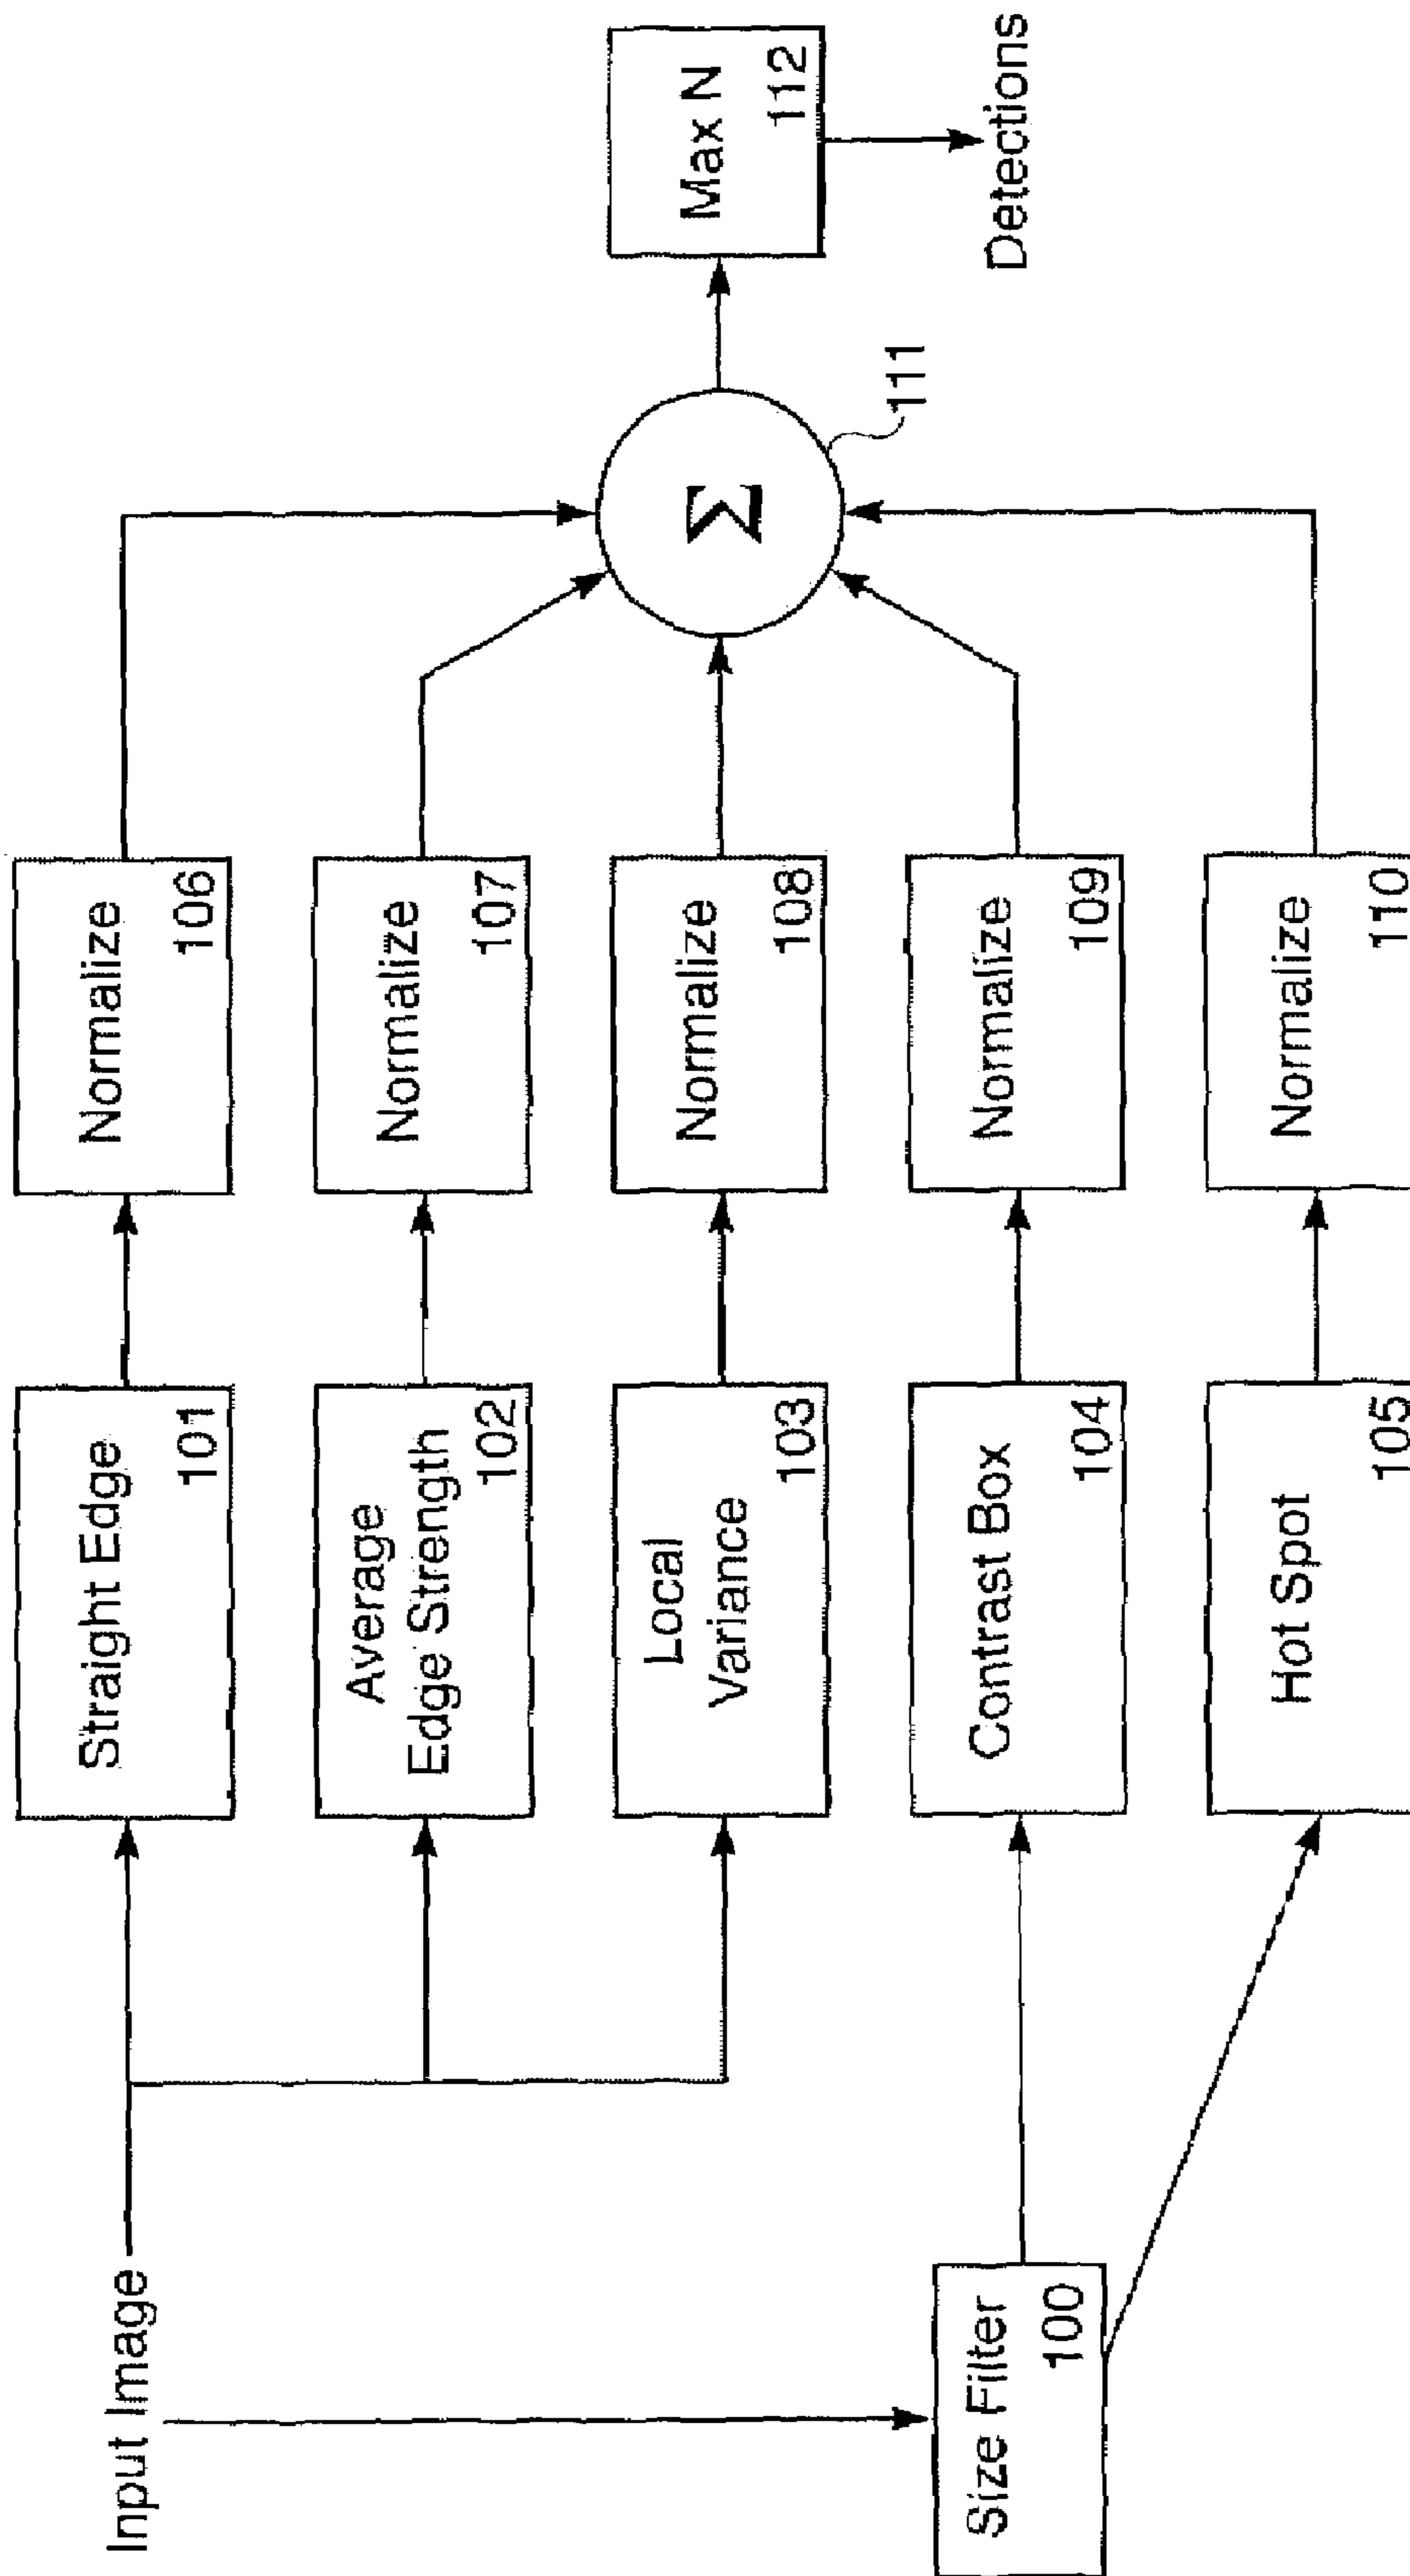 Input Image
Size Filter
100
Straight Edge
101
Average
Edge Strength
102
Local
Variance
103
Contrast Box
104
Hot Spot
105
Normalize
106
Normalize
107
Normalize
108
Normalize
109
Normalize
110
Σ
111
Max N
112
Detections